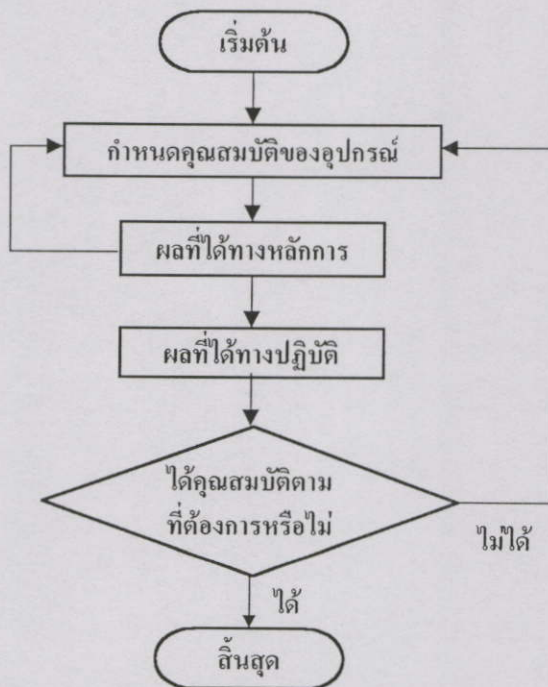 เริ่มต้น
กำหนดคุณสมบัติของอุปกรณ์
ผลที่ได้ทางหลักการ
ผลที่ได้ทางปฏิบัติ
ได้คุณสมบัติตาม
ที่ต้องการหรือไม่
ไม่ได้
ได้
สิ้นสุด